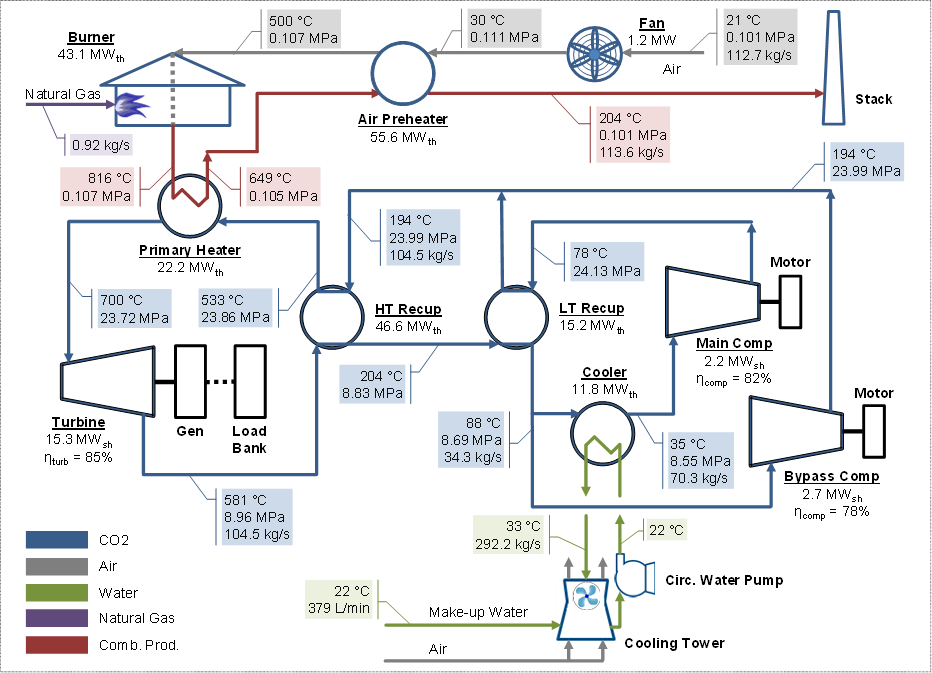 Burner
43.1 MWth
500 °C
0.107 MPa
30 °C
0.111 MPa
Fan
1.2 MW
21 °C
0.101 MPa
112.7 kg/s
Air
Natural Gas
0.92 kg/s
Air Preheater
55.6 MWth
Stack
204 °C
0.101 MPa
113.6 kg/s
816 °C
0.107 MPa
649 °C
0.105 MPa
194 °C
23.99 MPa
Primary Heater
22.2 MWth
194 °C
23.99 MPa
104.5 kg/s
78 °C
24.13 MPa
Motor
700 °C
23.72 MPa
533 °C
23.86 MPa
HT Recup
46.6 MWth
LT Recup
15.2 MWth
Main Comp
2.2 MWsh
ηcomp = 82%
204 °C
8.83 MPa
Cooler
11.8 MWth
Motor
Turbine
15.3 MWsh
ηturb = 85%
Gen
Load
Bank
88 °C
8.69 MPa
34.3 kg/s
35 °C
8.55 MPa
70.3 kg/s
Bypass Comp
2.7 MWsh
ηcomp = 78%
581 °C
8.96 MPa
104.5 kg/s
33 °C
292.2 kg/s
22 °C
CO2
Air
Water
Natural Gas
Comb. Prod.
22 °C
379 L/min
Make-up Water
Air
Circ. Water Pump
Cooling Tower